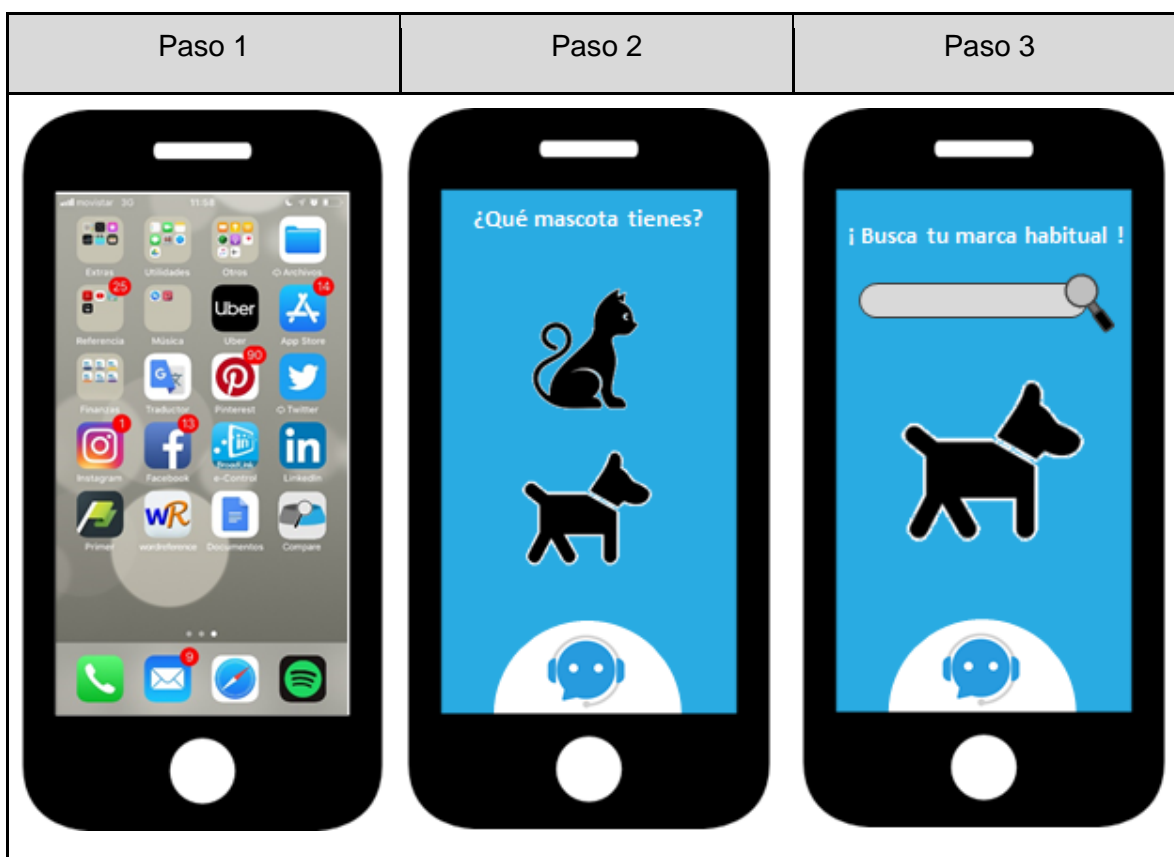 Paso 1
Paso 2
Paso 3
movistar 3G 11:58
Extras Utilidades Otros Archivos
25 14
Uber
Referencia Música Uber App Store
90
Finanzas Traductor Pinterest Twitter
1 13
in
BroadLink
in
Instagram Facebook e-Control LinkedIn
WR
Primer wordreference Documentos Compare
9
¿Qué mascota tienes?
¡ Busca tu marca habitual !